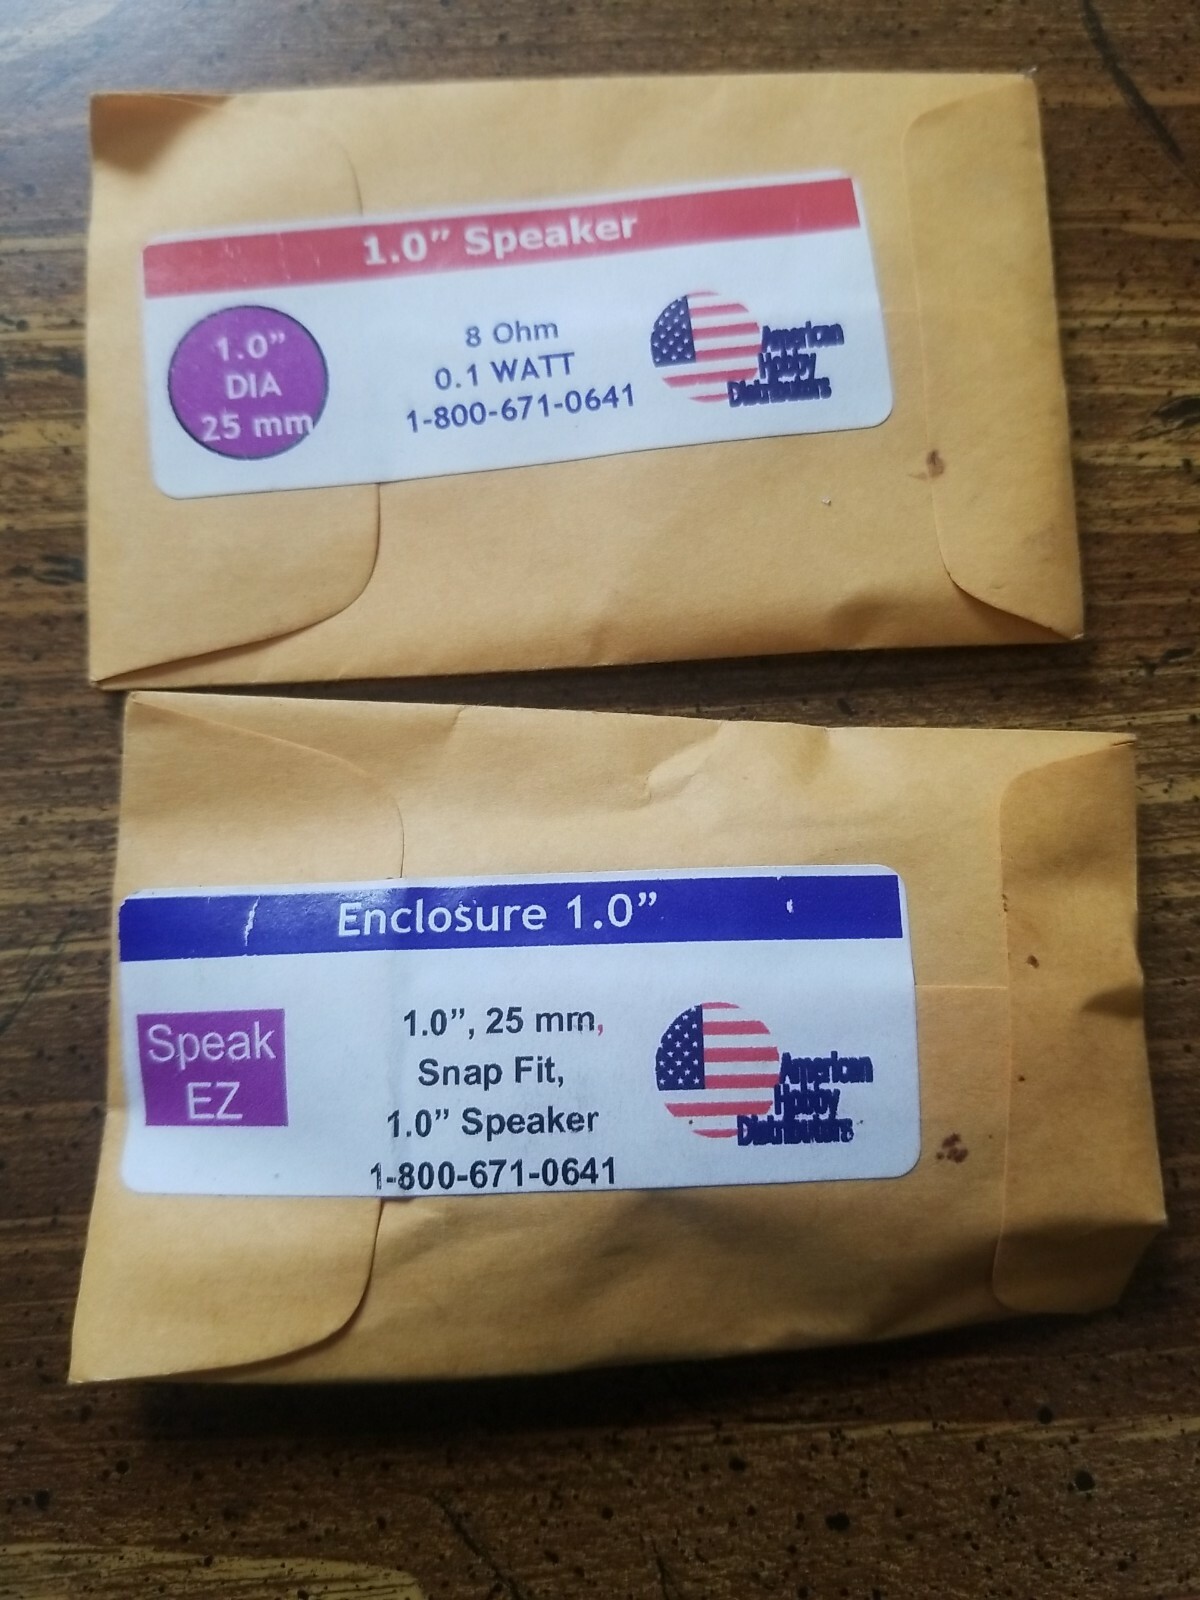 1.0” Speaker
1.0”
DIA
25 mm
8 Ohm
0.1 WATT
1-800-671-0641
American
Hobby
Distributors
Enclosure 1.0”
Speak
EZ
1.0”, 25 mm,
Snap Fit,
1.0” Speaker
1-800-671-0641
American
Hobby
Distributors